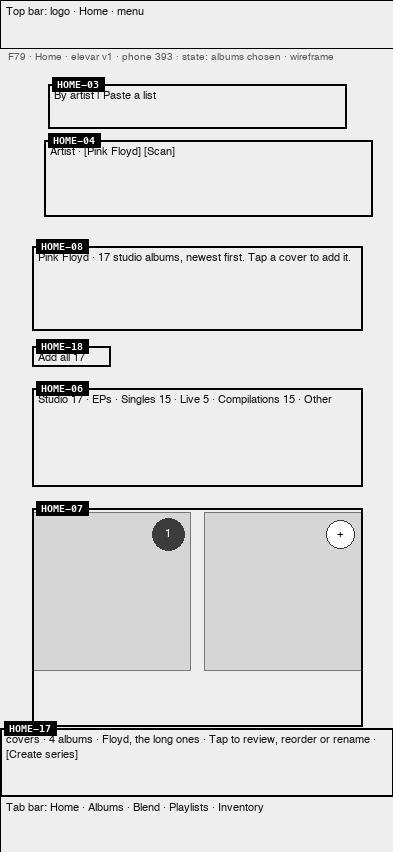 Top bar: logo · Home · menu
F79 · Home · elevar v1 · phone 393 · state: albums chosen · wireframe
HOME-03
By artist | Paste a list
HOME-04
Artist · [Pink Floyd] [Scan]
HOME-08
Pink Floyd · 17 studio albums, newest first. Tap a cover to add it.
HOME-18
Add all 17
HOME-06
Studio 17 · EPs · Singles 15 · Live 5 · Compilations 15 · Other
HOME-07
1
+
HOME-17
covers · 4 albums · Floyd, the long ones · Tap to review, reorder or rename ·
[Create series]
Tab bar: Home · Albums · Blend · Playlists · Inventory